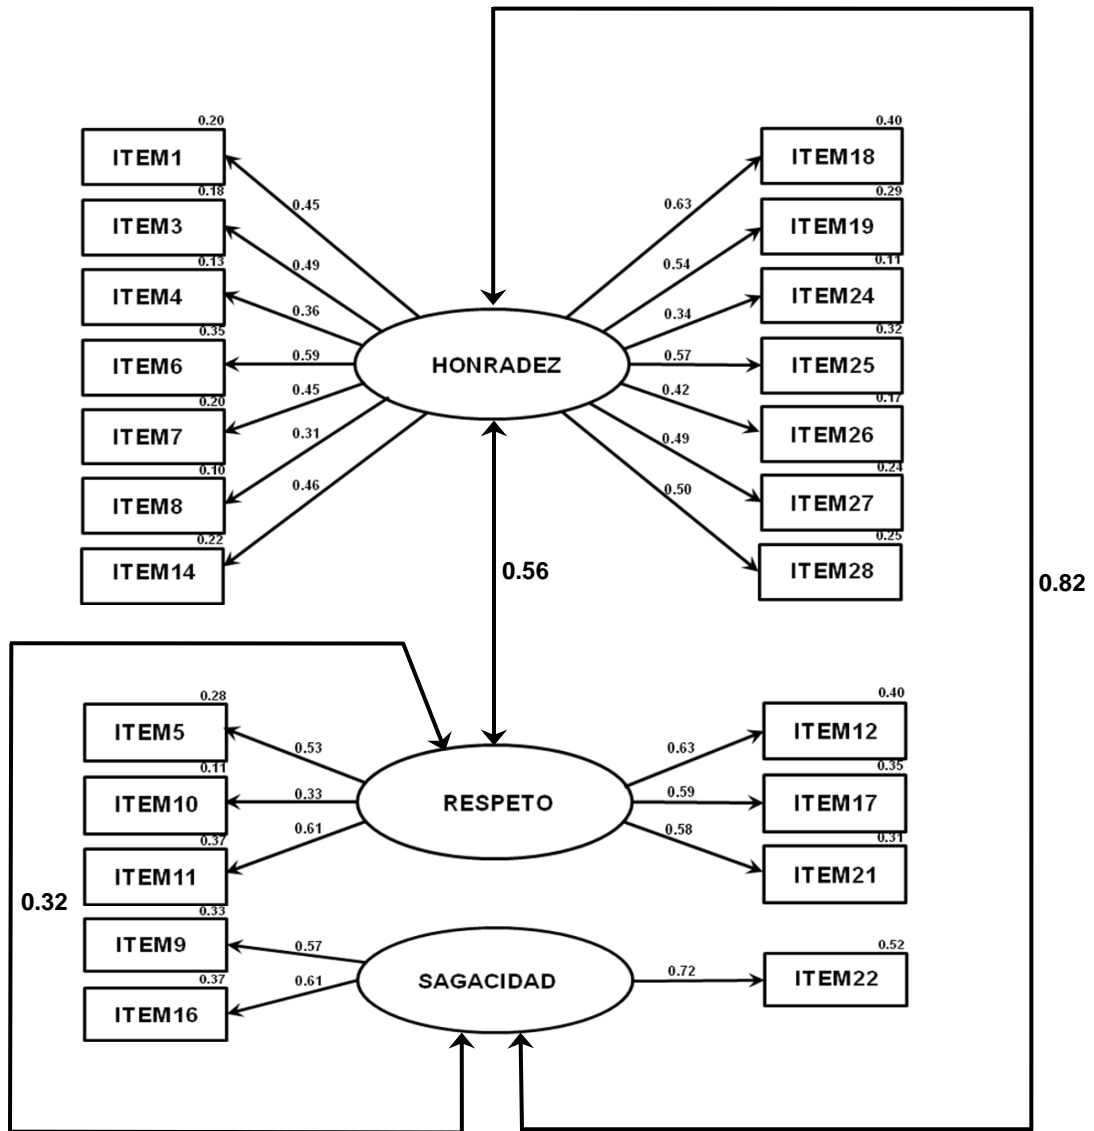 0.20 0.40
ITEM1 ITEM18
0.18 0.45 0.63 0.29
ITEM3 ITEM19
0.13 0.49 0.54 0.11
ITEM4 ITEM24
0.35 0.36 0.34 0.32
ITEM6 0.59 HONRADEZ 0.57 ITEM25
0.20 0.45 0.42 0.17
ITEM7 ITEM26
0.10 0.31 0.49 0.24
ITEM8 0.46 0.50 ITEM27
0.22 0.25
ITEM14 0.56 ITEM28
0.82
0.28 0.40
ITEM5 0.53 0.63 ITEM12
0.11 0.35
ITEM10 0.33 RESPETO 0.59 ITEM17
0.37 0.61 0.58 0.31
ITEM11 ITEM21
0.32
0.33 0.52
ITEM9 0.57
0.37 0.61 SAGACIDAD 0.72 ITEM22
ITEM16